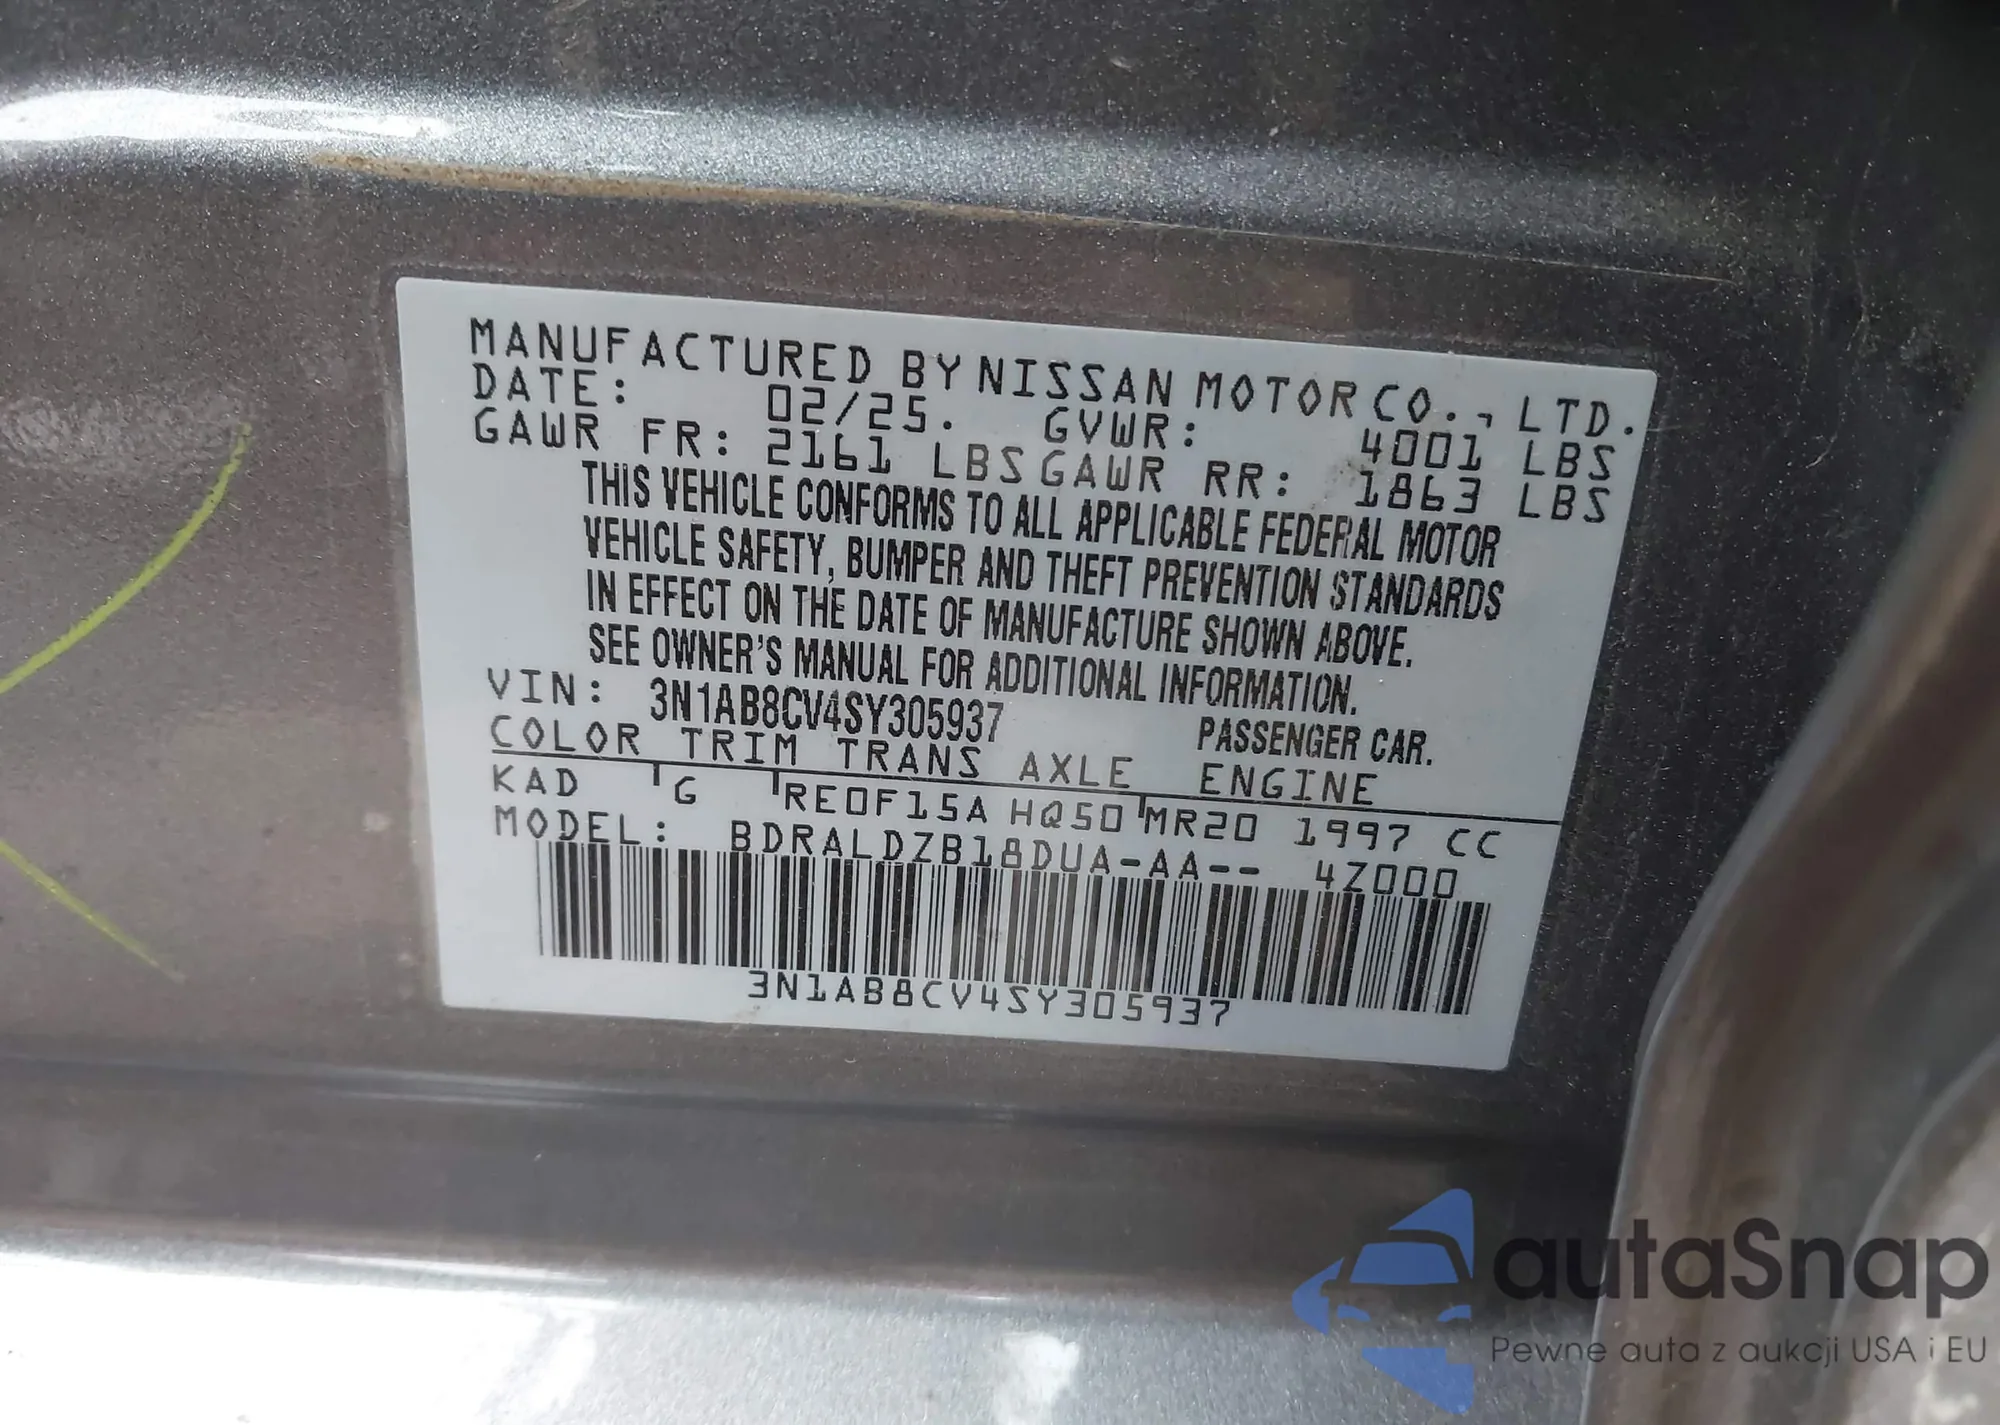 MANUFACTURED BY NISSAN MOTOR CO., LTD.
DATE: 02/25. GVWR: 4001 LBS
GAWR FR: 2161 LBS GAWR RR: 1863 LBS
THIS VEHICLE CONFORMS TO ALL APPLICABLE FEDERAL MOTOR
VEHICLE SAFETY, BUMPER AND THEFT PREVENTION STANDARDS
IN EFFECT ON THE DATE OF MANUFACTURE SHOWN ABOVE.
SEE OWNER'S MANUAL FOR ADDITIONAL INFORMATION.
VIN: 3N1AB8CV4SY305937 PASSENGER CAR.
COLOR TRIM TRANS AXLE ENGINE
KAD G RE0F15A HQ50 MR20 1997 CC
MODEL: BDRALDZB18DUA-AA-- 4Z000
3N1AB8CV4SY305937
autaSnap
Pewne auta z aukcji USA i EU